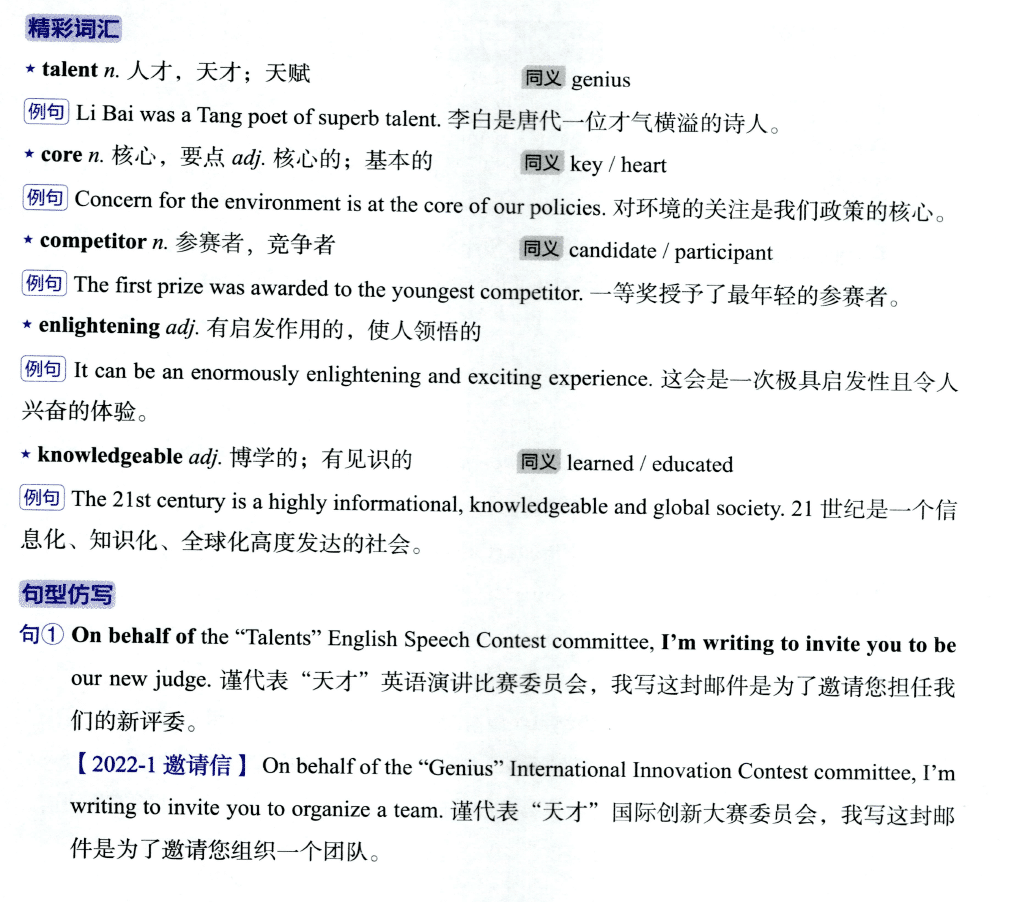 精彩词汇
★ talent n. 人才，天才；天赋 同义 genius
例句 Li Bai was a Tang poet of superb talent. 李白是唐代一位才气横溢的诗人。
★ core n. 核心，要点 adj. 核心的；基本的 同义 key / heart
例句 Concern for the environment is at the core of our policies. 对环境的关注是我们政策的核心。
★ competitor n. 参赛者，竞争者 同义 candidate / participant
例句 The first prize was awarded to the youngest competitor. 一等奖授予了最年轻的参赛者。
★ enlightening adj. 有启发作用的，使人领悟的
例句 It can be an enormously enlightening and exciting experience. 这会是一次极具启发性且令人
兴奋的体验。
★ knowledgeable adj. 博学的；有见识的 同义 learned / educated
例句 The 21st century is a highly informational, knowledgeable and global society. 21 世纪是一个信
息化、知识化、全球化高度发达的社会。
句型仿写
句① On behalf of the “Talents” English Speech Contest committee, I’m writing to invite you to be
our new judge. 谨代表“天才”英语演讲比赛委员会，我写这封邮件是为了邀请您担任我
们的新评委。
【2022-1 邀请信】 On behalf of the “Genius” International Innovation Contest committee, I’m
writing to invite you to organize a team. 谨代表“天才”国际创新大赛委员会，我写这封邮
件是为了邀请您组织一个团队。